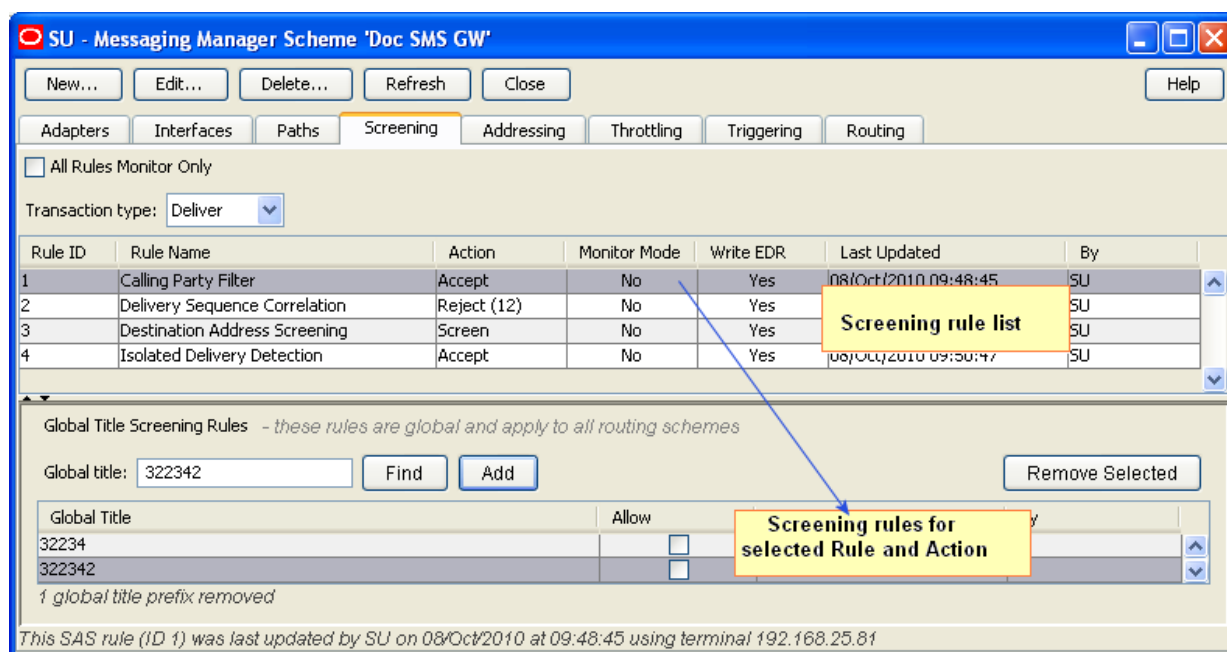 SU - Messaging Manager Scheme 'Doc SMS GW'
New... Edit... Delete... Refresh Close Help
Adapters Interfaces Paths Screening Addressing Throttling Triggering Routing
All Rules Monitor Only
Transaction type: Deliver
Rule ID Rule Name Action Monitor Mode Write EDR Last Updated By
1 Calling Party Filter Accept No Yes 08/Oct/2010 09:48:45 SU
2 Delivery Sequence Correlation Reject (12) No Yes SU
3 Destination Address Screening Screen No Yes SU
4 Isolated Delivery Detection Accept No Yes 08/Oct/2010 09:50:47 SU
Screening rule list
Global Title Screening Rules - these rules are global and apply to all routing schemes
Global title: 322342 Find Add Remove Selected
Global Title Allow y
32234
322342
Screening rules for
selected Rule and Action
1 global title prefix removed
This SAS rule (ID 1) was last updated by SU on 08/Oct/2010 at 09:48:45 using terminal 192.168.25.81